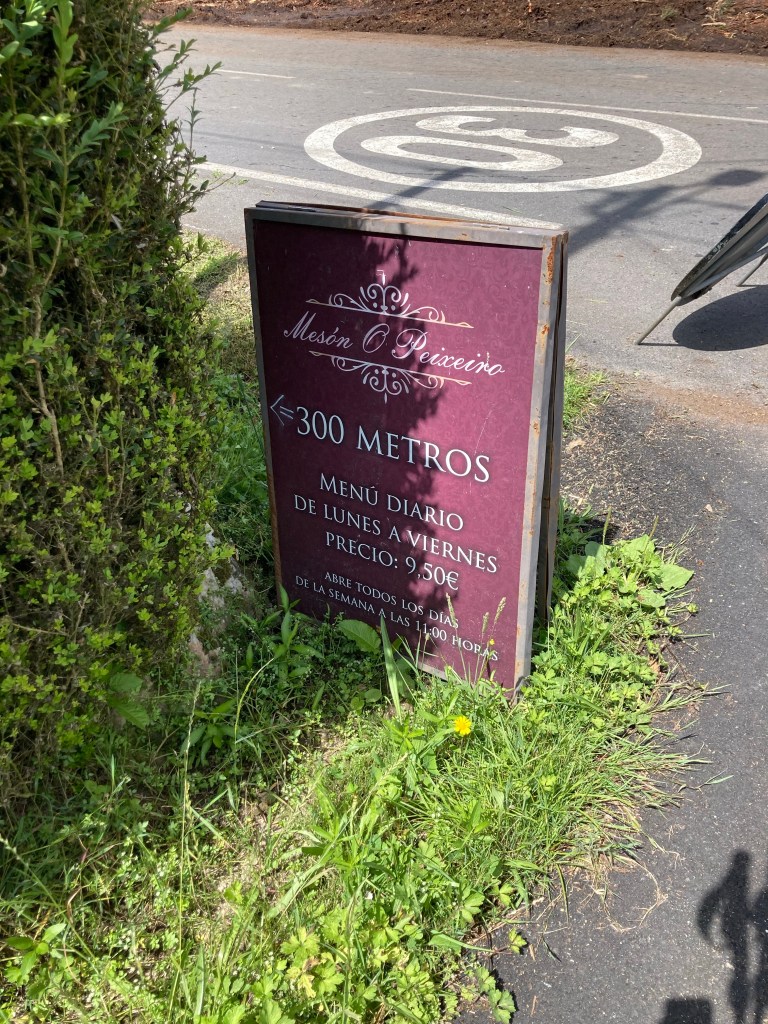 30
Mesón O Peixeiro
300 METROS
MENÚ DIARIO
DE LUNES A VIERNES
PRECIO: 9,50€
ABRE TODOS LOS DÍAS
DE LA SEMANA A LAS 11:00 HORAS